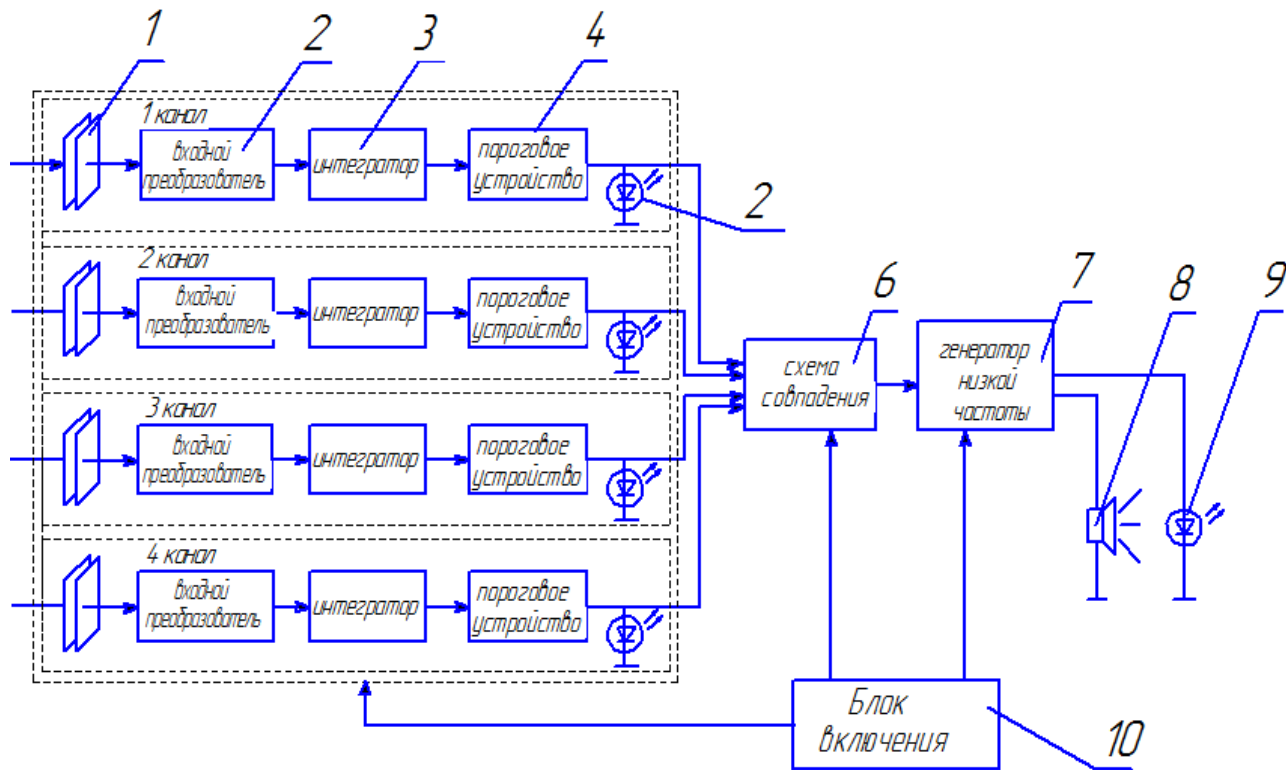 1
2
3
4
1 канал
входной
преобразователь
интегратор
пороговое
устройство
2
2 канал
входной
преобразователь
интегратор
пороговое
устройство
6
7
8
9
схема
совпадения
генератор
низкой
частоты
3 канал
входной
преобразователь
интегратор
пороговое
устройство
4 канал
входной
преобразователь
интегратор
пороговое
устройство
Блок
включения
10